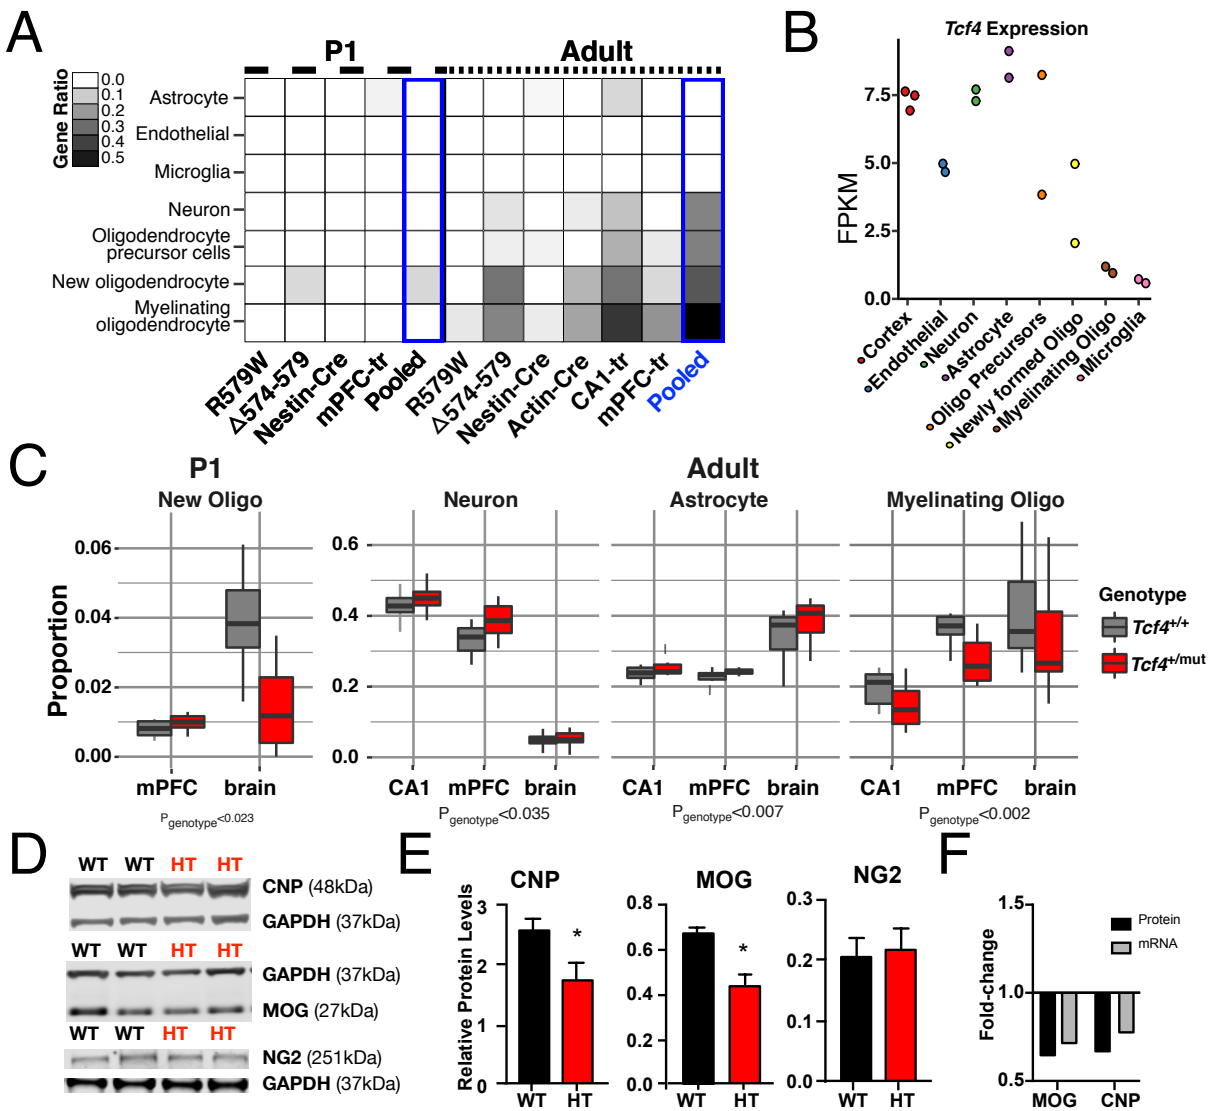 A
P1
Adult
Gene Ratio
0.0
0.1
0.2
0.3
0.4
0.5
Astrocyte
Endothelial
Microglia
Neuron
Oligodendrocyte
precursor cells
New oligodendrocyte
Myelinating
oligodendrocyte
R579W
Δ574-579
Nestin-Cre
mPFC-tr
Pooled
R579W
Δ574-579
Nestin-Cre
Actin-Cre
CA1-tr
mPFC-tr
Pooled
B
Tcf4 Expression
FPKM
7.5
5.0
2.5
0.0
Cortex
Endothelial
Neuron
Astrocyte
Oligo Precursors
Newly formed Oligo
Myelinating Oligo
Microglia
C
P1
Adult
New Oligo
Neuron
Astrocyte
Myelinating Oligo
Proportion
0.06
0.04
0.02
0.00
0.6
0.4
0.2
0.0
mPFC brain
CA1 mPFC brain
CA1 mPFC brain
CA1 mPFC brain
Pgenotype<0.023
Pgenotype<0.035
Pgenotype<0.007
Pgenotype<0.002
Genotype
Tcf4+/+
Tcf4+/mut
D
WT WT HT HT
CNP (48kDa)
GAPDH (37kDa)
WT WT HT HT
GAPDH (37kDa)
MOG (27kDa)
WT WT HT HT
NG2 (251kDa)
GAPDH (37kDa)
E
Relative Protein Levels
CNP
3
2
1
0
*
WT HT
MOG
0.8
0.6
0.4
0.2
0.0
*
WT HT
NG2
0.3
0.2
0.1
0.0
WT HT
F
Fold-change
1.5
1.0
0.5
Protein
mRNA
MOG CNP